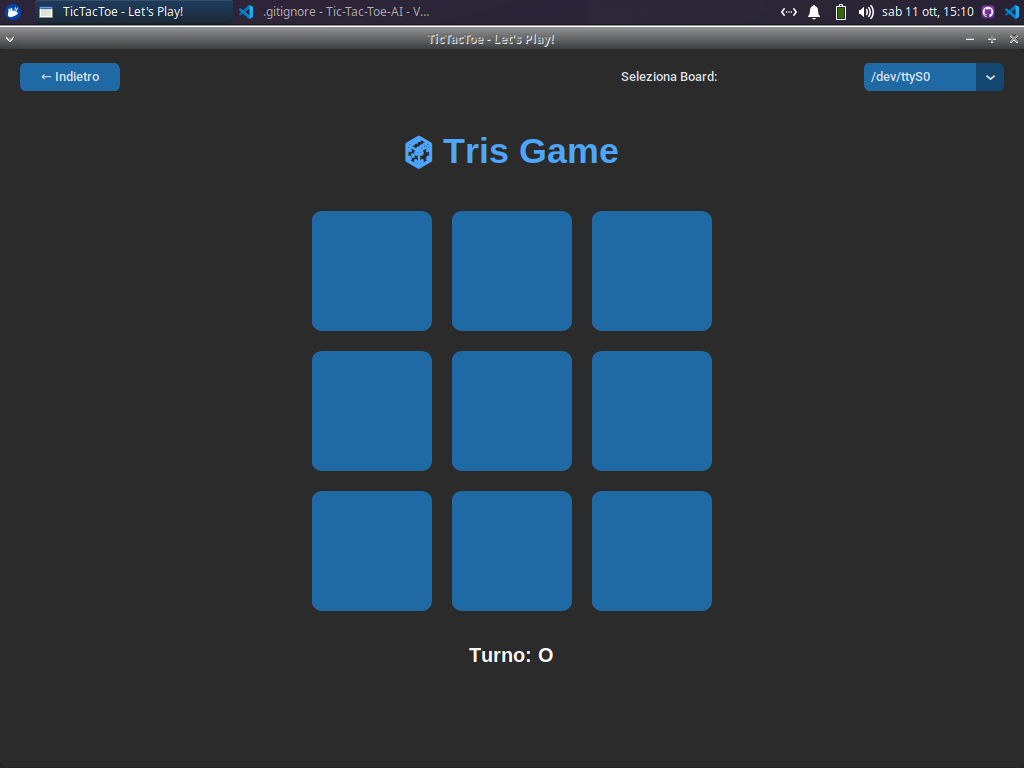 TicTacToe - Let's Play!
.gitignore - Tic-Tac-Toe-AI - V...
sab 11 ott, 15:10
TicTacToe - Let's Play!
← Indietro
Seleziona Board:
/dev/ttyS0
Tris Game
Turno: O